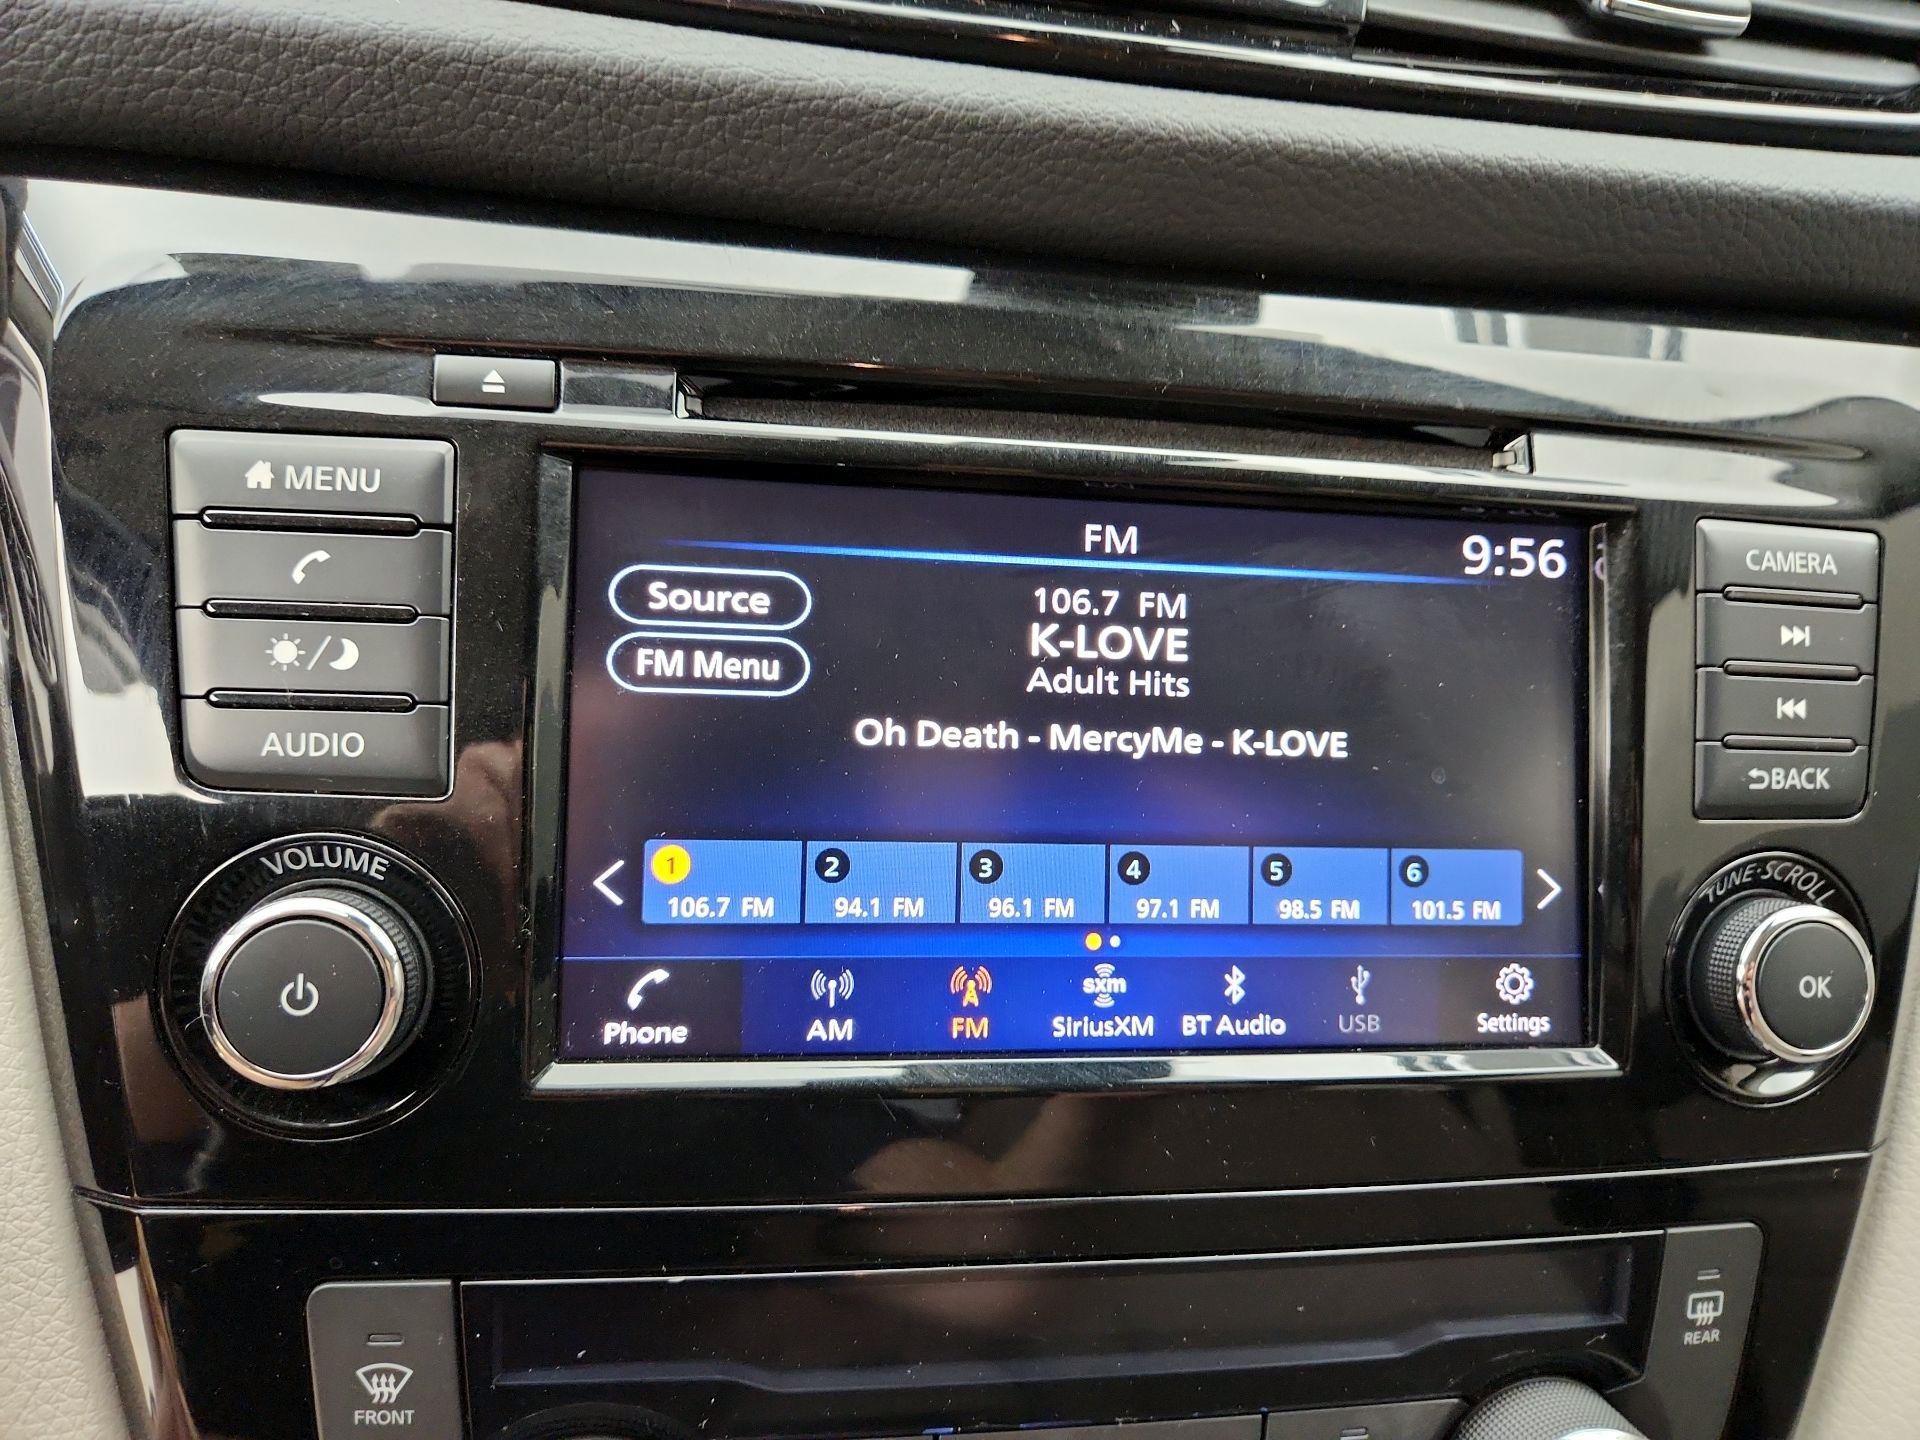 MENU
AUDIO
VOLUME
FM
9:56
Source
FM Menu
106.7 FM
K-LOVE
Adult Hits
Oh Death - MercyMe - K-LOVE
1
106.7 FM
2
94.1 FM
3
96.1 FM
4
97.1 FM
5
98.5 FM
6
101.5 FM
Phone
AM
FM
sxm
SiriusXM
BT Audio
USB
Settings
CAMERA
BACK
TUNE·SCROLL
OK
FRONT
REAR